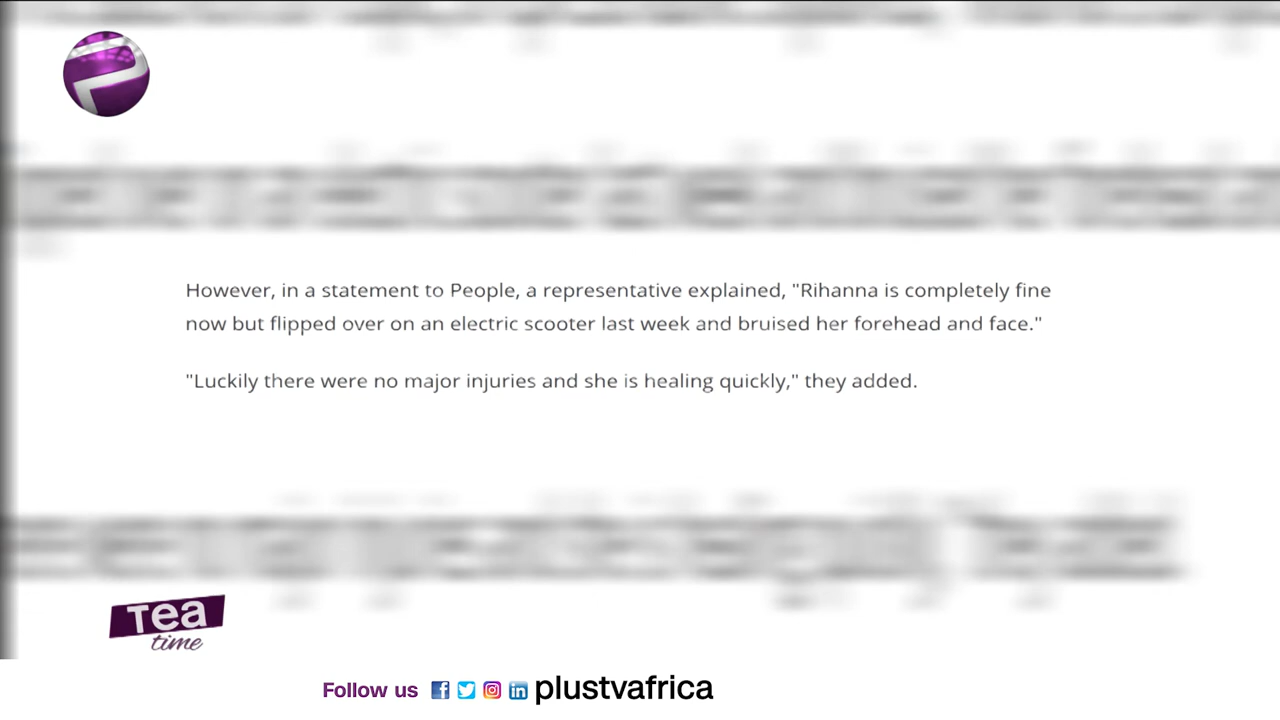 However, in a statement to People, a representative explained, "Rihanna is completely fine
now but flipped over on an electric scooter last week and bruised her forehead and face."
"Luckily there were no major injuries and she is healing quickly," they added.
Tea
time
Follow us plustvafrica